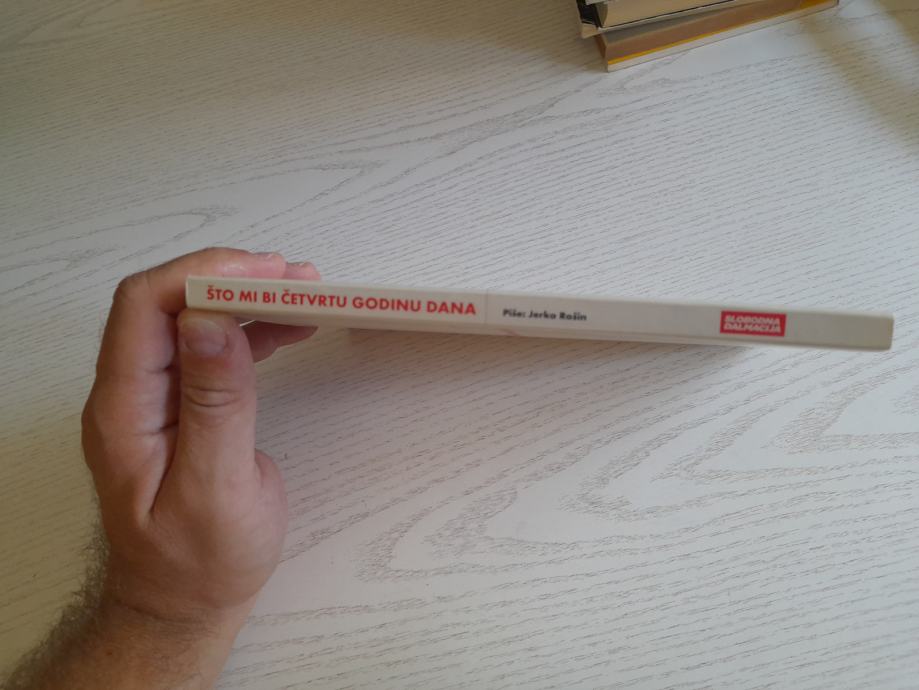 ŠTO MI BI ČETVRTU GODINU DANA
Piše: Jerko Rošin
SLOBODNA
DALMACIJA